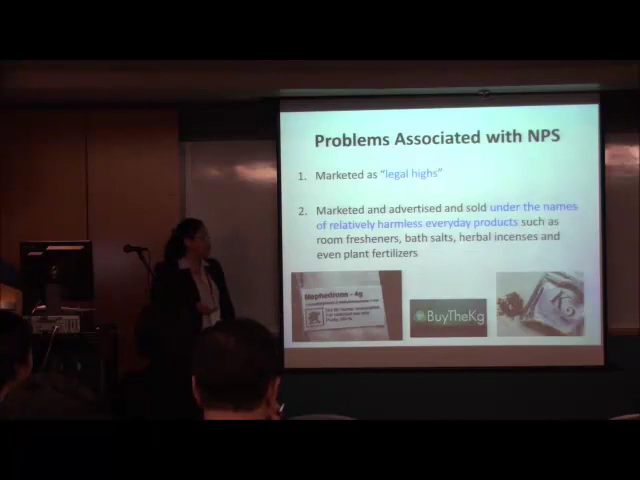 Problems Associated with NPS
1. Marketed as “legal highs”
2. Marketed and advertised and sold under the names
of relatively harmless everyday products such as
room fresheners, bath salts, herbal incenses and
even plant fertilizers
Mephedrone - 4g
BuyTheKg
K2